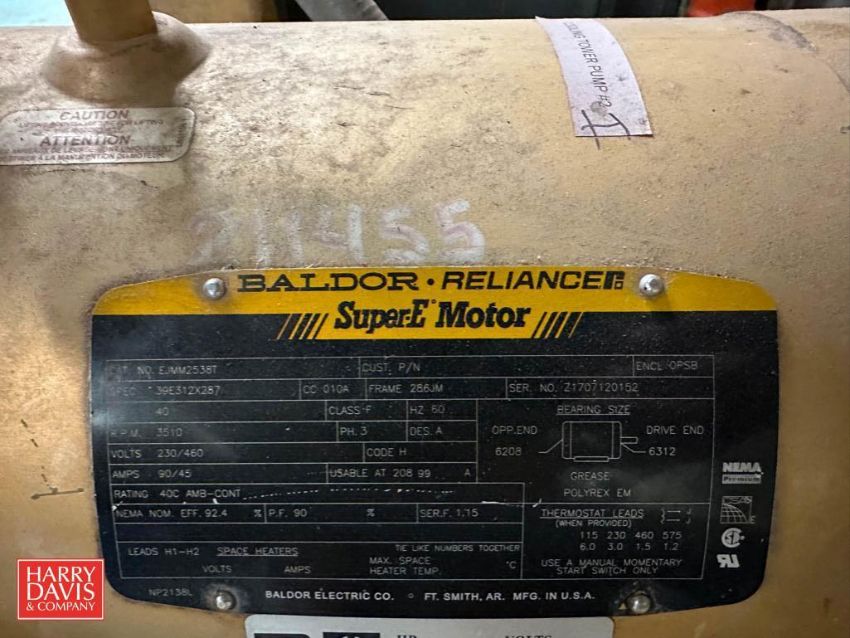 COOLING TOWER PUMP #2
CAUTION
ATTENTION
211455
BALDOR · RELIANCE
Super-E Motor
CAT. NO. EJMM2538T CUST. P/N ENCL OPSB
SPEC. 39E312X287 CC 010A FRAME 286JM SER. NO. Z1707120152
40 CLASS F HZ 60
R.P.M. 3510 PH. 3 DES. A
VOLTS 230/460 CODE H
AMPS 90/45 USABLE AT 208 99 A
RATING 40C AMB-CONT
NEMA NOM. EFF. 92.4 % P.F. 90 % SER.F. 1.15
LEADS H1-H2 SPACE HEATERS TIE LIKE NUMBERS TOGETHER
VOLTS AMPS MAX. SPACE HEATER TEMP. °C
BEARING SIZE
OPP.END DRIVE END
6208 6312
GREASE
POLYREX EM
THERMOSTAT LEADS J J
(WHEN PROVIDED)
115 230 460 575
6.0 3.0 1.5 1.2
USE A MANUAL MOMENTARY
START SWITCH ONLY
NEMA
Premium
NP2138L BALDOR ELECTRIC CO. ∘ FT. SMITH, AR. MFG. IN U.S.A.
HARRY
DAVIS
& COMPANY
HP VOLTS